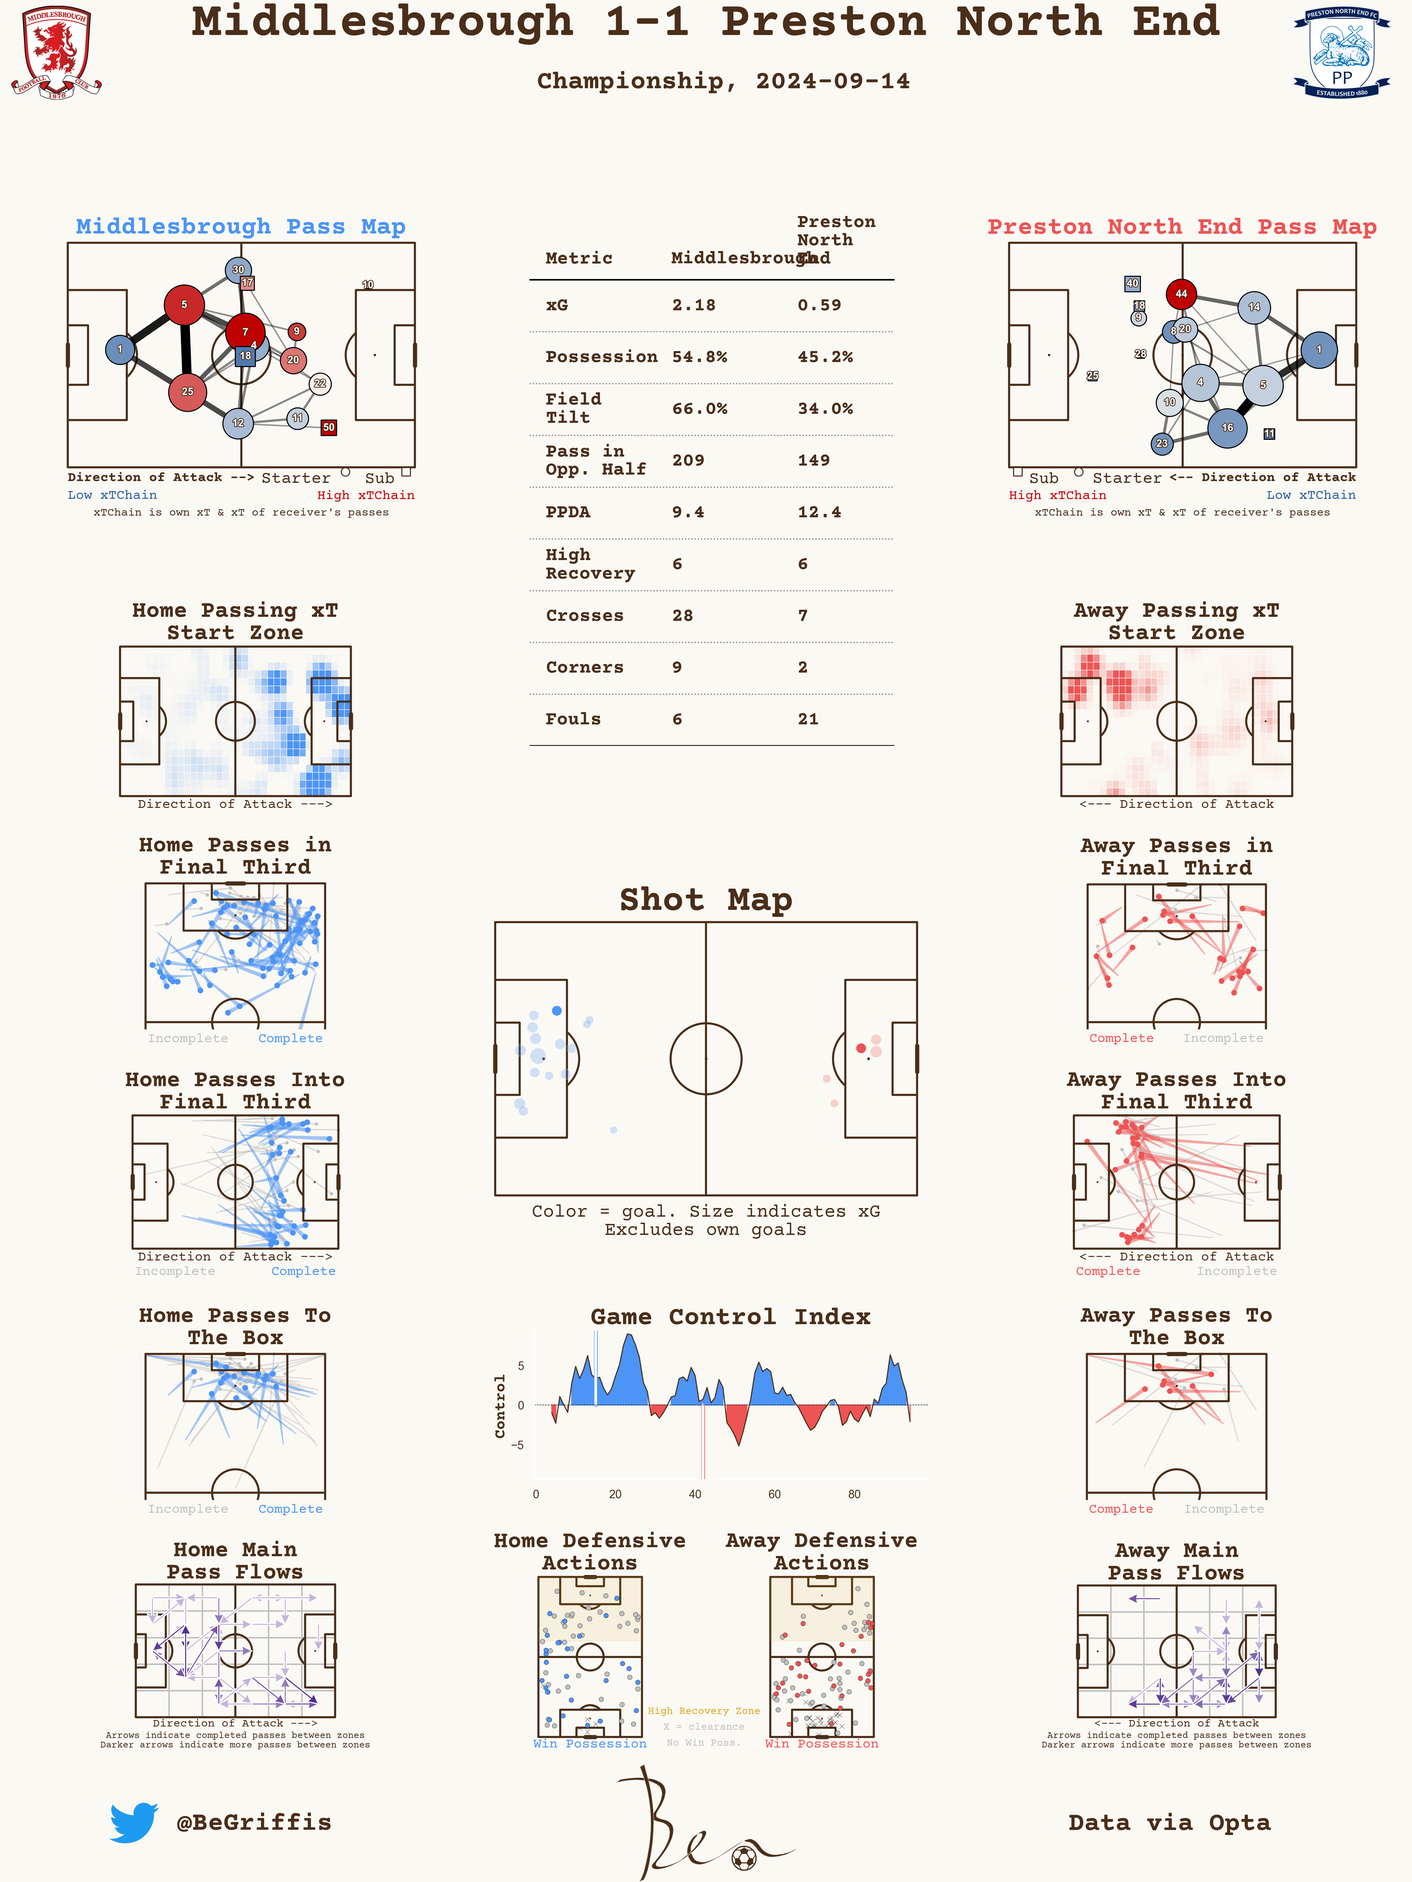 Middlesbrough 1-1 Preston North End
Championship, 2024-09-14
MIDDLESBROUGH
FOOTBALL CLUB
1876
PRESTON NORTH END FC
PP
ESTABLISHED 1880
Middlesbrough Pass Map
30
17
10
5
7
9
4
1
18
20
22
25
12
11
50
Direction of Attack --> Starter Sub
Low xTChain High xTChain
xTChain is own xT & xT of receiver's passes
Metric Middlesbrough Preston North End
xG 2.18 0.59
Possession 54.8% 45.2%
Field Tilt 66.0% 34.0%
Pass in Opp. Half 209 149
PPDA 9.4 12.4
High Recovery 6 6
Crosses 28 7
Corners 9 2
Fouls 6 21
Preston North End Pass Map
40
44
18
14
9
8
20
28
1
25
4
5
10
16
11
23
Sub Starter <-- Direction of Attack
High xTChain Low xTChain
xTChain is own xT & xT of receiver's passes
Home Passing xT
Start Zone
Direction of Attack --->
Away Passing xT
Start Zone
<--- Direction of Attack
Home Passes in
Final Third
Incomplete Complete
Away Passes in
Final Third
Complete Incomplete
Shot Map
Color = goal. Size indicates xG
Excludes own goals
Home Passes Into
Final Third
Direction of Attack --->
Incomplete Complete
Away Passes Into
Final Third
<--- Direction of Attack
Complete Incomplete
Home Passes To
The Box
Incomplete Complete
Game Control Index
Control
5
0
-5
0 20 40 60 80
Away Passes To
The Box
Complete Incomplete
Home Main
Pass Flows
Direction of Attack --->
Arrows indicate completed passes between zones
Darker arrows indicate more passes between zones
Home Defensive
Actions
Win Possession
High Recovery Zone
X = clearance
No Win Poss.
Away Defensive
Actions
Win Possession
Away Main
Pass Flows
<--- Direction of Attack
Arrows indicate completed passes between zones
Darker arrows indicate more passes between zones
@BeGriffis
Ben
Data via Opta